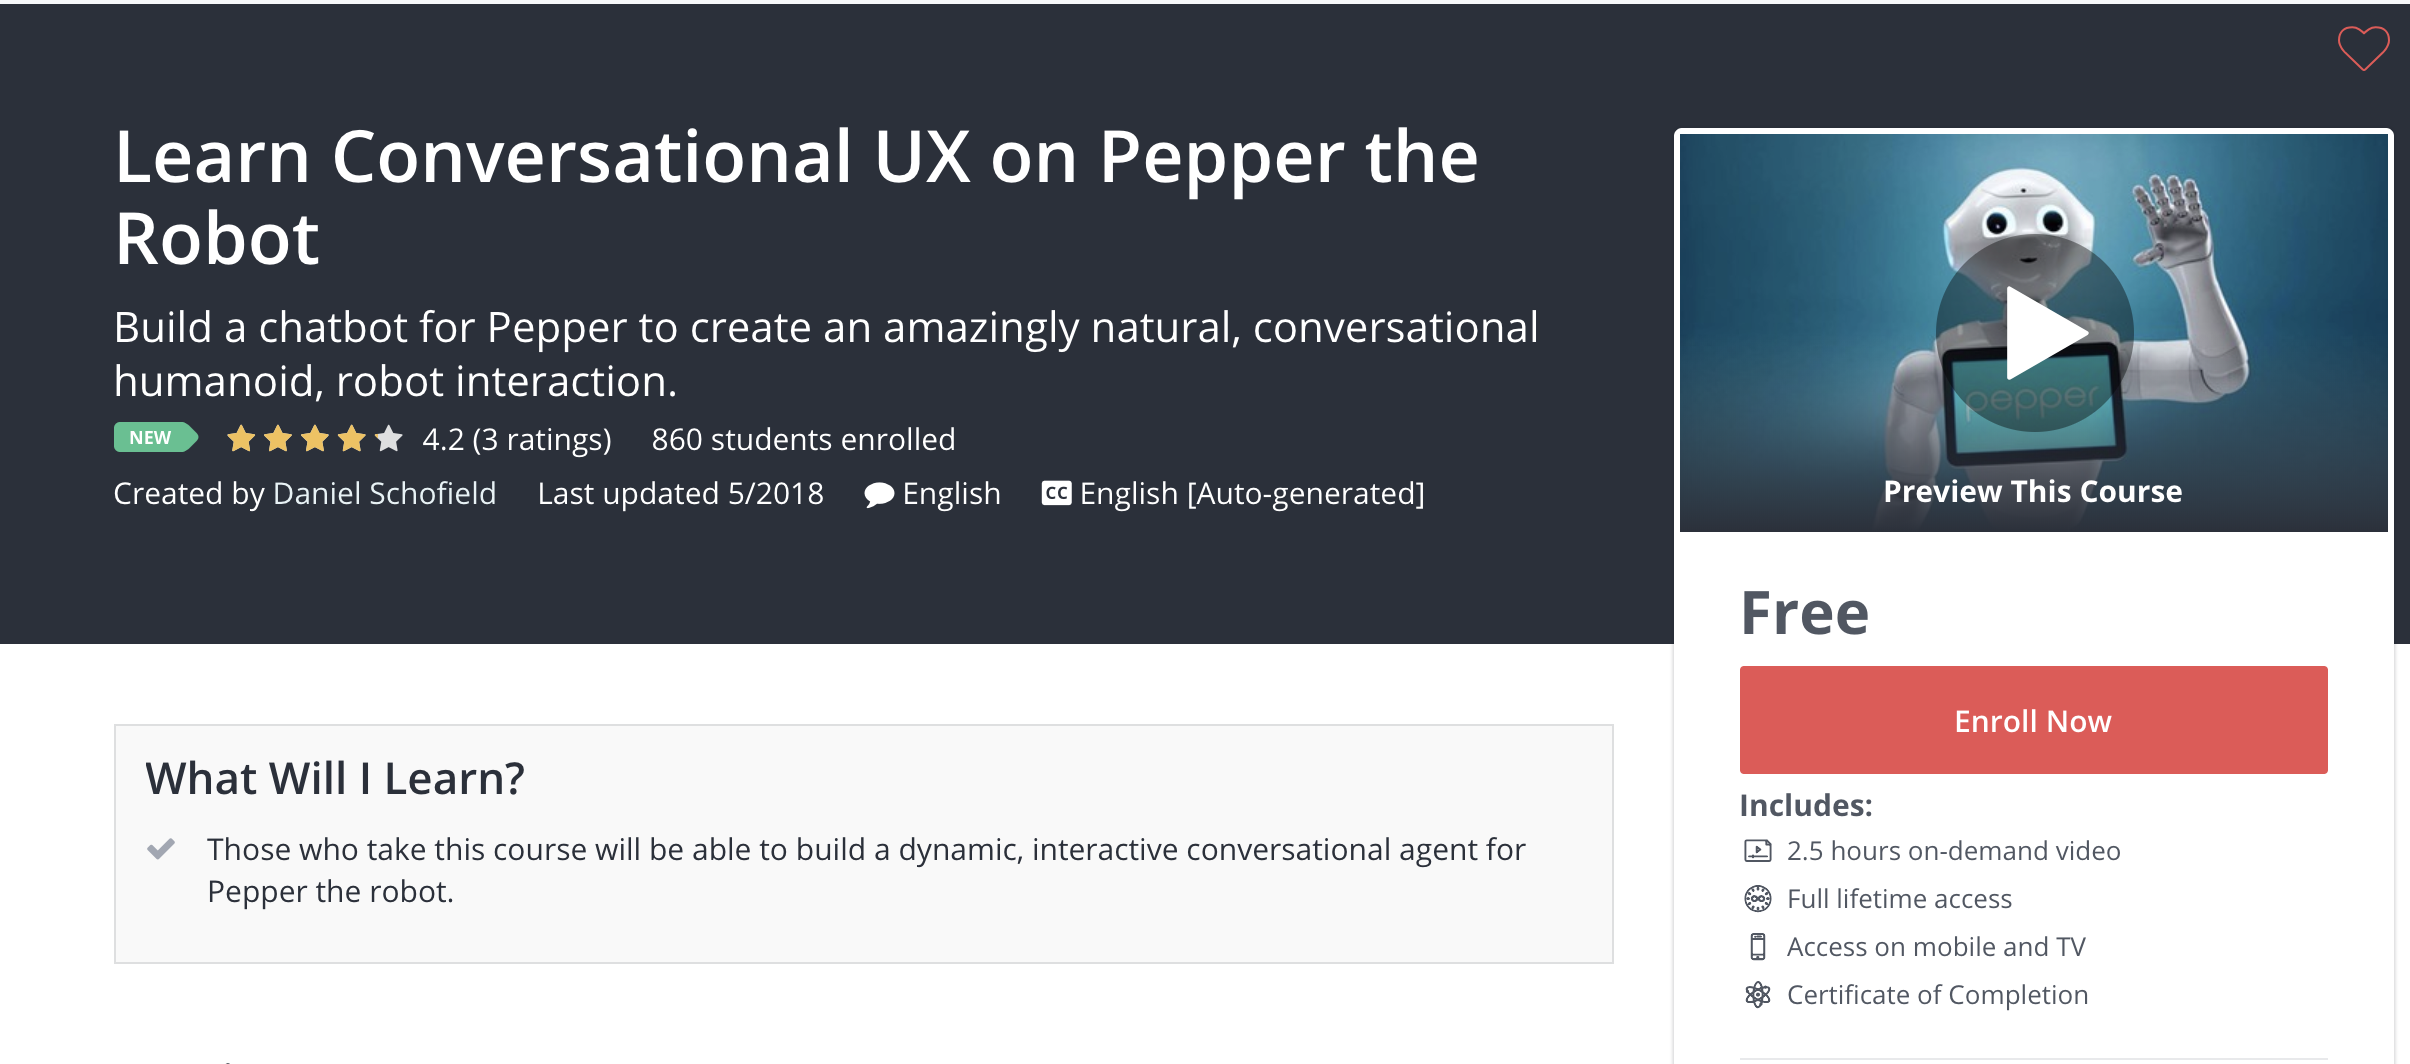 Learn Conversational UX on Pepper the
Robot
Build a chatbot for Pepper to create an amazingly natural, conversational
humanoid, robot interaction.
NEW 4.2 (3 ratings) 860 students enrolled
Created by Daniel Schofield Last updated 5/2018 English CC English [Auto-generated]
What Will I Learn?
Those who take this course will be able to build a dynamic, interactive conversational agent for
Pepper the robot.
pepper
Preview This Course
Free
Enroll Now
Includes:
2.5 hours on-demand video
Full lifetime access
Access on mobile and TV
Certificate of Completion